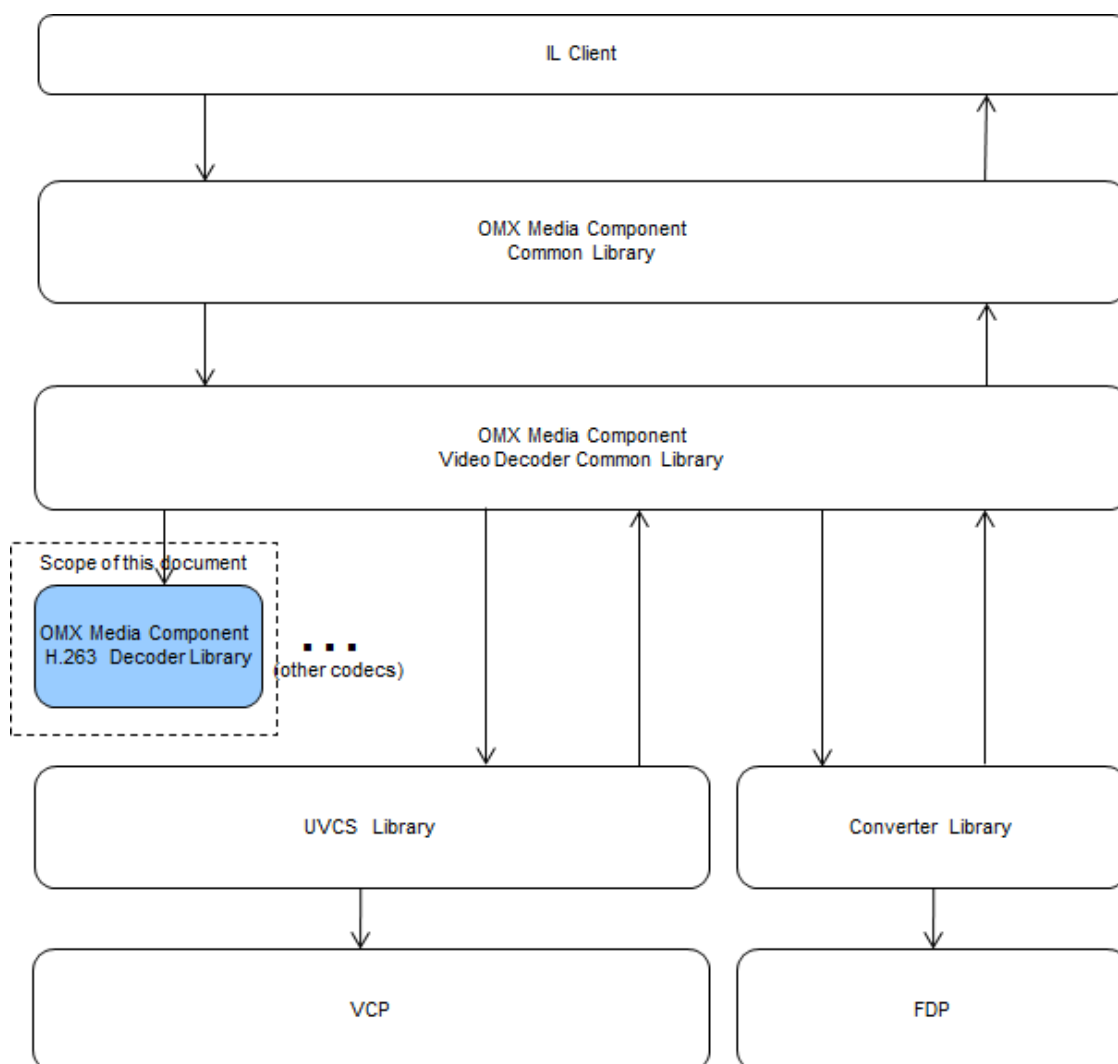 IL Client
OMX Media Component
Common Library
OMX Media Component
Video Decoder Common Library
Scope of this document
OMX Media Component
H.263 Decoder Library
...
(other codecs)
UVCS Library
Converter Library
VCP
FDP